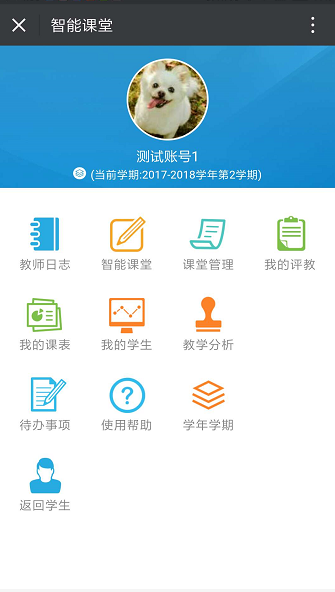 智能课堂
测试账号1
(当前学期:2017-2018学年第2学期)
教师日志 智能课堂 课堂管理 我的评教
我的课表 我的学生 教学分析
待办事项 使用帮助 学年学期
返回学生